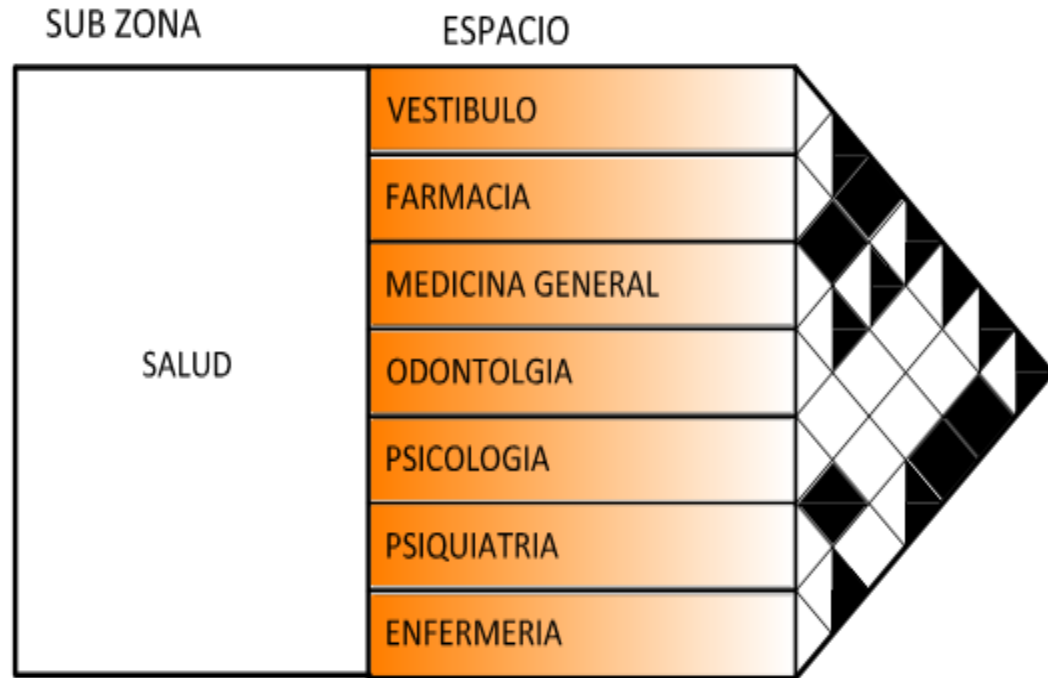 SUB ZONA
ESPACIO
VESTIBULO
FARMACIA
MEDICINA GENERAL
SALUD
ODONTOLGIA
PSICOLOGIA
PSIQUIATRIA
ENFERMERIA